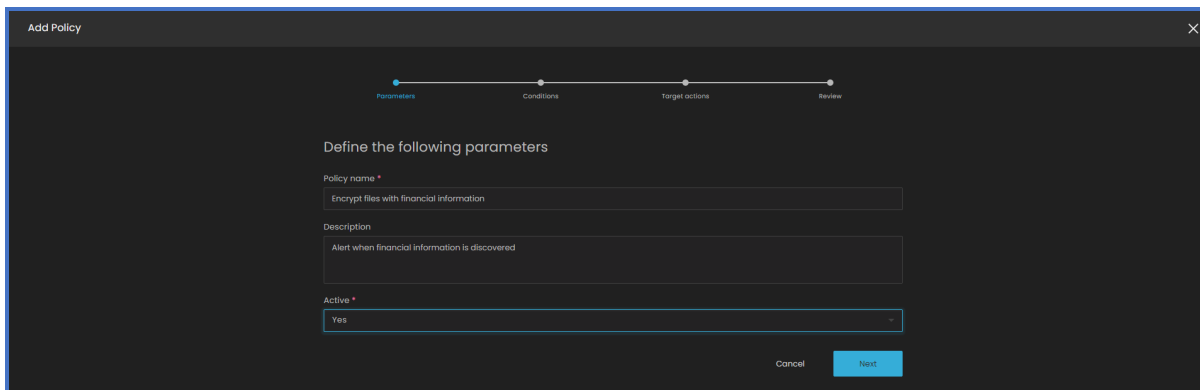 Add Policy
Parameters
Conditions
Target actions
Review
Define the following parameters
Policy name *
Encrypt files with financial information
Description
Alert when financial information is discovered
Active *
Yes
Cancel
Next